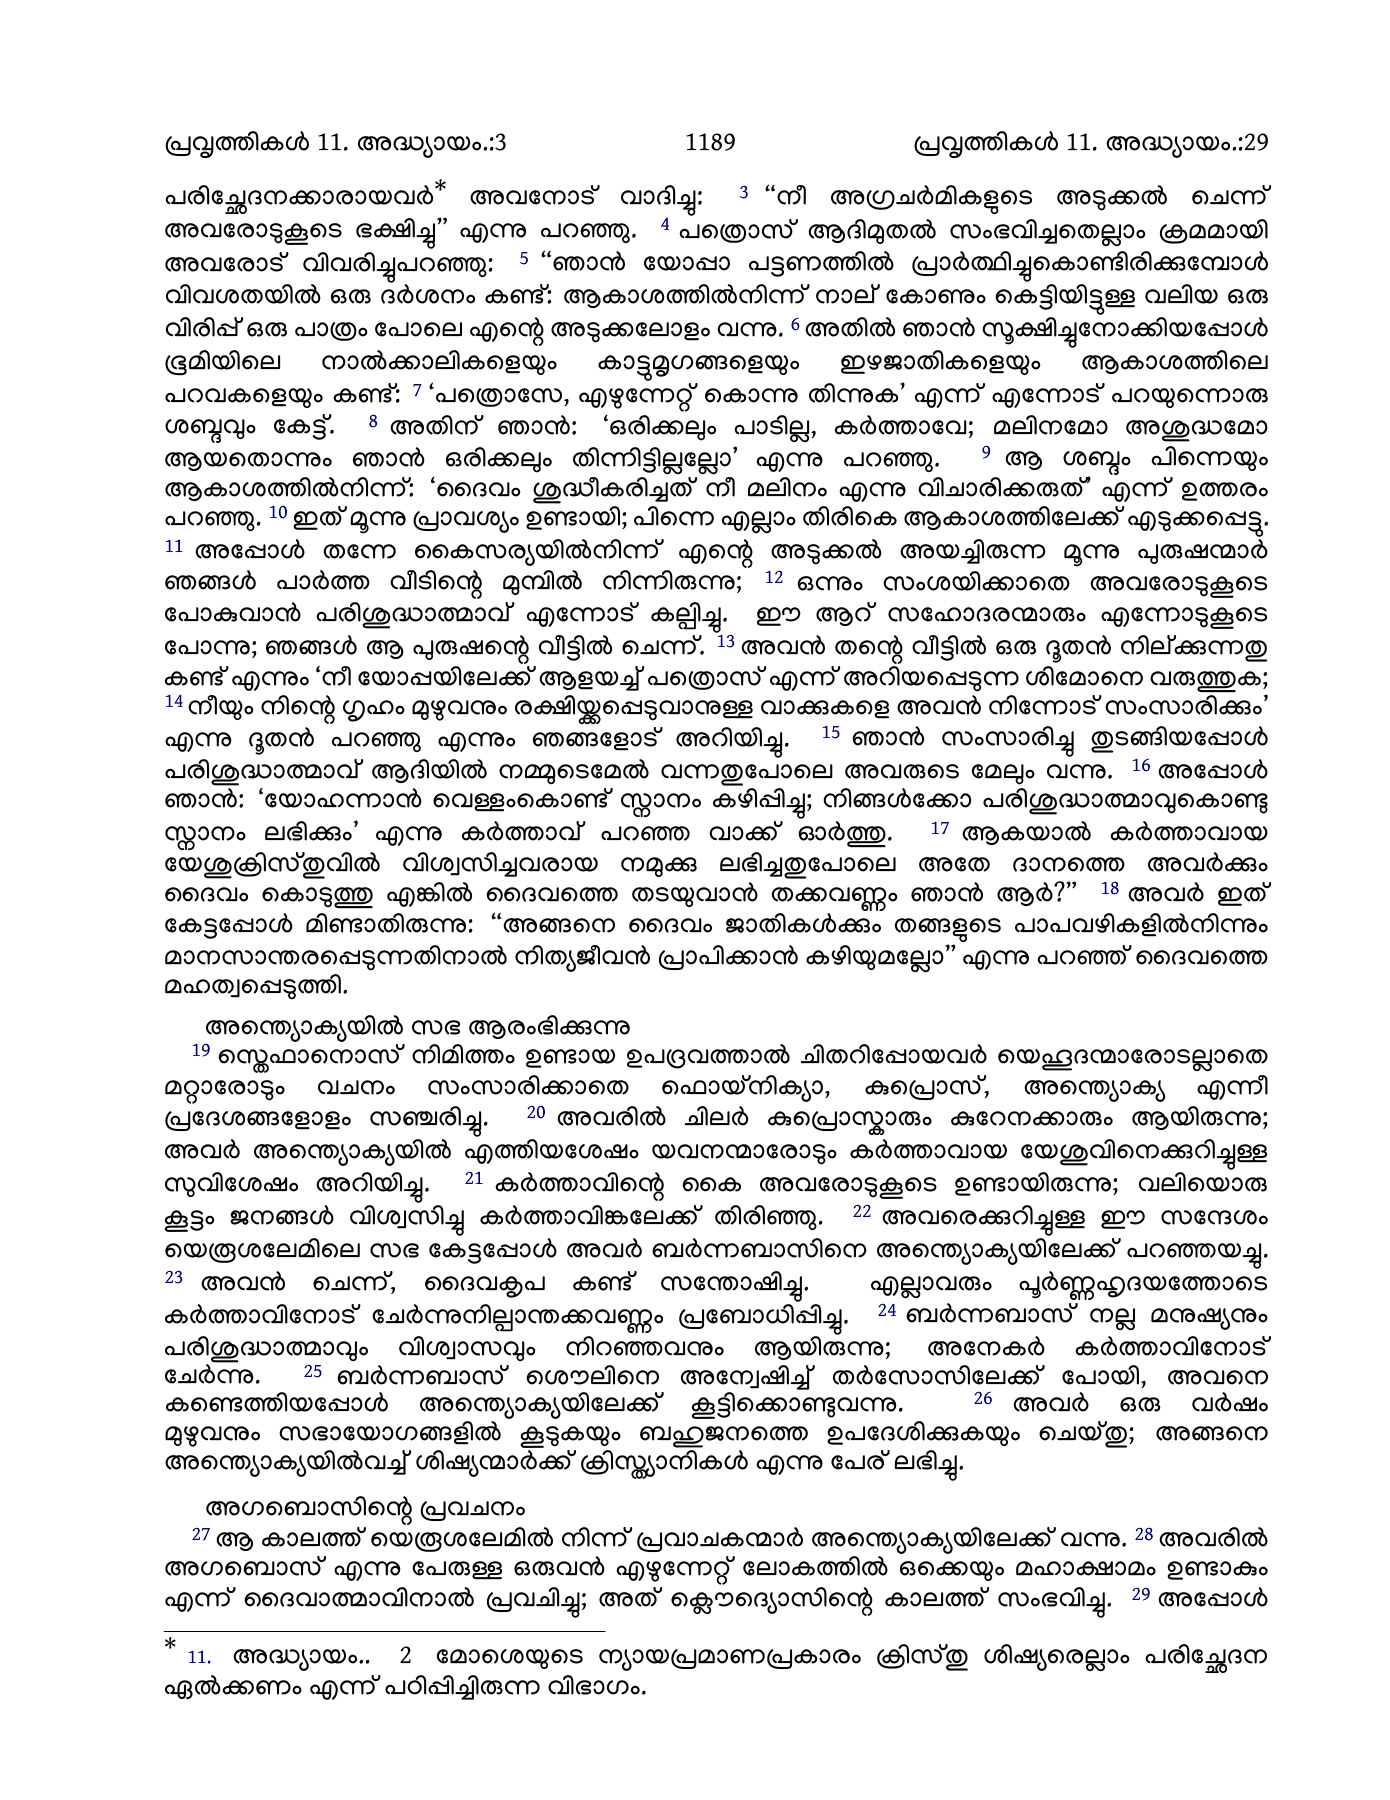 പ്രവൃത്തികൾ 11. അദ്ധ്യായം.:3 1189 പ്രവൃത്തികൾ 11. അദ്ധ്യായം.:29
പരിച്ഛേദനക്കാരായവർ* അവനോട് വാദിച്ചു: 3 “നീ അഗ്രചർമികളുടെ അടുക്കൽ ചെന്ന്
അവരോടുകൂടെ ഭക്ഷിച്ചു” എന്നു പറഞ്ഞു. 4 പത്രൊസ് ആദിമുതൽ സംഭവിച്ചതെല്ലാം ക്രമമായി
അവരോട് വിവരിച്ചുപറഞ്ഞു: 5 “ഞാൻ യോപ്പാ പട്ടണത്തിൽ പ്രാർത്ഥിച്ചുകൊണ്ടിരിക്കുമ്പോൾ
വിവശതയിൽ ഒരു ദർശനം കണ്ട്: ആകാശത്തിൽനിന്ന് നാല് കോണും കെട്ടിയിട്ടുള്ള വലിയ ഒരു
വിരിപ്പ് ഒരു പാത്രം പോലെ എന്റെ അടുക്കലോളം വന്നു. 6 അതിൽ ഞാൻ സൂക്ഷിച്ചുനോക്കിയപ്പോൾ
ഭൂമിയിലെ നാൽക്കാലികളെയും കാട്ടുമൃഗങ്ങളെയും ഇഴജാതികളെയും ആകാശത്തിലെ
പറവകളെയും കണ്ട്: 7 ‘പത്രൊസേ, എഴുന്നേറ്റ് കൊന്നു തിന്നുക’ എന്ന് എന്നോട് പറയുന്നൊരു
ശബ്ദവും കേട്ട്. 8 അതിന് ഞാൻ: ‘ഒരിക്കലും പാടില്ല, കർത്താവേ; മലിനമോ അശുദ്ധമോ
ആയതൊന്നും ഞാൻ ഒരിക്കലും തിന്നിട്ടില്ലല്ലോ’ എന്നു പറഞ്ഞു. 9 ആ ശബ്ദം പിന്നെയും
ആകാശത്തിൽനിന്ന്: ‘ദൈവം ശുദ്ധീകരിച്ചത് നീ മലിനം എന്നു വിചാരിക്കരുത്’ എന്ന് ഉത്തരം
പറഞ്ഞു. 10 ഇത് മൂന്നു പ്രാവശ്യം ഉണ്ടായി; പിന്നെ എല്ലാം തിരികെ ആകാശത്തിലേക്ക് എടുക്കപ്പെട്ടു.
11 അപ്പോൾ തന്നേ കൈസര്യയിൽനിന്ന് എന്റെ അടുക്കൽ അയച്ചിരുന്ന മൂന്നു പുരുഷന്മാർ
ഞങ്ങൾ പാർത്ത വീടിന്റെ മുമ്പിൽ നിന്നിരുന്നു; 12 ഒന്നും സംശയിക്കാതെ അവരോടുകൂടെ
പോകുവാൻ പരിശുദ്ധാത്മാവ് എന്നോട് കല്പിച്ചു. ഈ ആറ് സഹോദരന്മാരും എന്നോടുകൂടെ
പോന്നു; ഞങ്ങൾ ആ പുരുഷന്റെ വീട്ടിൽ ചെന്ന്. 13 അവൻ തന്റെ വീട്ടിൽ ഒരു ദൂതൻ നില്ക്കുന്നതു
കണ്ട് എന്നും ‘നീ യോപ്പയിലേക്ക് ആളയച്ച് പത്രൊസ് എന്ന് അറിയപ്പെടുന്ന ശിമോനെ വരുത്തുക;
14 നീയും നിന്റെ ഗൃഹം മുഴുവനും രക്ഷിയ്ക്കപ്പെടുവാനുള്ള വാക്കുകളെ അവൻ നിന്നോട് സംസാരിക്കും’
എന്നു ദൂതൻ പറഞ്ഞു എന്നും ഞങ്ങളോട് അറിയിച്ചു. 15 ഞാൻ സംസാരിച്ചു തുടങ്ങിയപ്പോൾ
പരിശുദ്ധാത്മാവ് ആദിയിൽ നമ്മുടെമേൽ വന്നതുപോലെ അവരുടെ മേലും വന്നു. 16 അപ്പോൾ
ഞാൻ: ‘യോഹന്നാൻ വെള്ളംകൊണ്ട് സ്നാനം കഴിപ്പിച്ചു; നിങ്ങൾക്കോ പരിശുദ്ധാത്മാവുകൊണ്ടു
സ്നാനം ലഭിക്കും’ എന്നു കർത്താവ് പറഞ്ഞ വാക്ക് ഓർത്തു. 17 ആകയാൽ കർത്താവായ
യേശുക്രിസ്തുവിൽ വിശ്വസിച്ചവരായ നമുക്കു ലഭിച്ചതുപോലെ അതേ ദാനത്തെ അവർക്കും
ദൈവം കൊടുത്തു എങ്കിൽ ദൈവത്തെ തടയുവാൻ തക്കവണ്ണം ഞാൻ ആർ?” 18 അവർ ഇത്
കേട്ടപ്പോൾ മിണ്ടാതിരുന്നു: “അങ്ങനെ ദൈവം ജാതികൾക്കും തങ്ങളുടെ പാപവഴികളിൽനിന്നും
മാനസാന്തരപ്പെടുന്നതിനാൽ നിത്യജീവൻ പ്രാപിക്കാൻ കഴിയുമല്ലോ” എന്നു പറഞ്ഞ് ദൈവത്തെ
മഹത്വപ്പെടുത്തി.
അന്ത്യൊക്യയിൽ സഭ ആരംഭിക്കുന്നു
19 സ്തെഫാനൊസ് നിമിത്തം ഉണ്ടായ ഉപദ്രവത്താൽ ചിതറിപ്പോയവർ യെഹൂദന്മാരോടല്ലാതെ
മറ്റാരോടും വചനം സംസാരിക്കാതെ ഫൊയ്നിക്യാ, കുപ്രൊസ്, അന്ത്യൊക്യ എന്നീ
പ്രദേശങ്ങളോളം സഞ്ചരിച്ചു. 20 അവരിൽ ചിലർ കുപ്രൊസ്കാരും കുറേനക്കാരും ആയിരുന്നു;
അവർ അന്ത്യൊക്യയിൽ എത്തിയശേഷം യവനന്മാരോടും കർത്താവായ യേശുവിനെക്കുറിച്ചുള്ള
സുവിശേഷം അറിയിച്ചു. 21 കർത്താവിന്റെ കൈ അവരോടുകൂടെ ഉണ്ടായിരുന്നു; വലിയൊരു
കൂട്ടം ജനങ്ങൾ വിശ്വസിച്ചു കർത്താവിങ്കലേക്ക് തിരിഞ്ഞു. 22 അവരെക്കുറിച്ചുള്ള ഈ സന്ദേശം
യെരൂശലേമിലെ സഭ കേട്ടപ്പോൾ അവർ ബർന്നബാസിനെ അന്ത്യൊക്യയിലേക്ക് പറഞ്ഞയച്ചു.
23 അവൻ ചെന്ന്, ദൈവകൃപ കണ്ട് സന്തോഷിച്ചു. എല്ലാവരും പൂർണ്ണഹൃദയത്തോടെ
കർത്താവിനോട് ചേർന്നുനില്പാന്തക്കവണ്ണം പ്രബോധിപ്പിച്ചു. 24 ബർന്നബാസ് നല്ല മനുഷ്യനും
പരിശുദ്ധാത്മാവും വിശ്വാസവും നിറഞ്ഞവനും ആയിരുന്നു; അനേകർ കർത്താവിനോട്
ചേർന്നു. 25 ബർന്നബാസ് ശൌലിനെ അന്വേഷിച്ച് തർസോസിലേക്ക് പോയി, അവനെ
കണ്ടെത്തിയപ്പോൾ അന്ത്യൊക്യയിലേക്ക് കൂട്ടിക്കൊണ്ടുവന്നു. 26 അവർ ഒരു വർഷം
മുഴുവനും സഭായോഗങ്ങളിൽ കൂടുകയും ബഹുജനത്തെ ഉപദേശിക്കുകയും ചെയ്തു; അങ്ങനെ
അന്ത്യൊക്യയിൽവച്ച് ശിഷ്യന്മാർക്ക് ക്രിസ്ത്യാനികൾ എന്നു പേര് ലഭിച്ചു.
അഗബൊസിന്റെ പ്രവചനം
27 ആ കാലത്ത് യെരൂശലേമിൽ നിന്ന് പ്രവാചകന്മാർ അന്ത്യൊക്യയിലേക്ക് വന്നു. 28 അവരിൽ
അഗബൊസ് എന്നു പേരുള്ള ഒരുവൻ എഴുന്നേറ്റ് ലോകത്തിൽ ഒക്കെയും മഹാക്ഷാമം ഉണ്ടാകും
എന്ന് ദൈവാത്മാവിനാൽ പ്രവചിച്ചു; അത് ക്ലൌദ്യൊസിന്റെ കാലത്ത് സംഭവിച്ചു. 29 അപ്പോൾ
* 11. അദ്ധ്യായം.. 2 മോശെയുടെ ന്യായപ്രമാണപ്രകാരം ക്രിസ്തു ശിഷ്യരെല്ലാം പരിച്ഛേദന
ഏൽക്കണം എന്ന് പഠിപ്പിച്ചിരുന്ന വിഭാഗം.